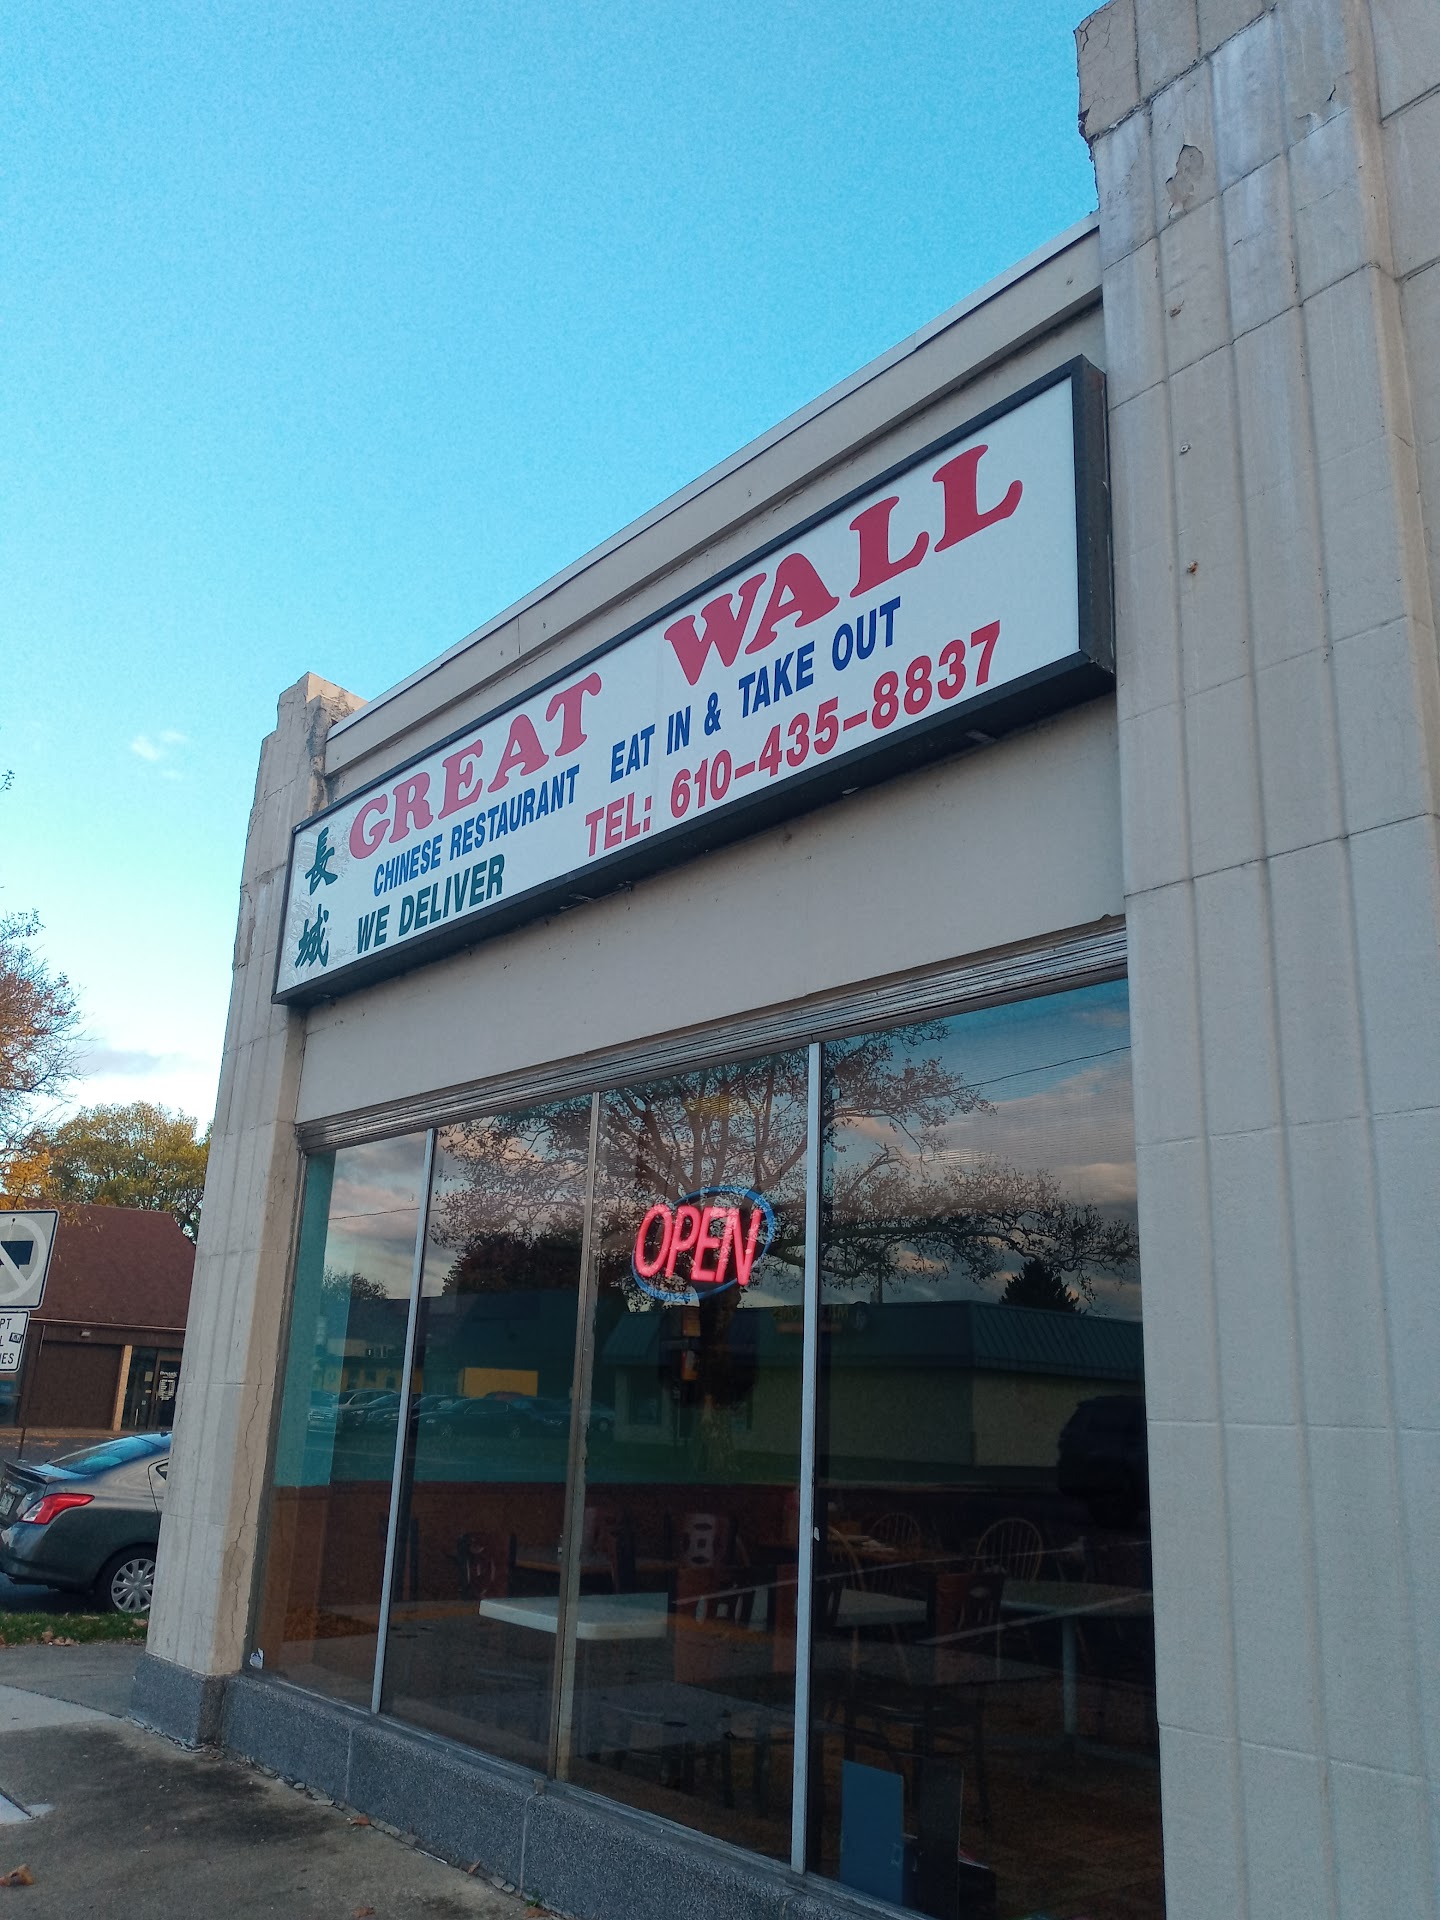 長城
GREAT WALL
CHINESE RESTAURANT EAT IN & TAKE OUT
WE DELIVER TEL: 610-435-8837
OPEN